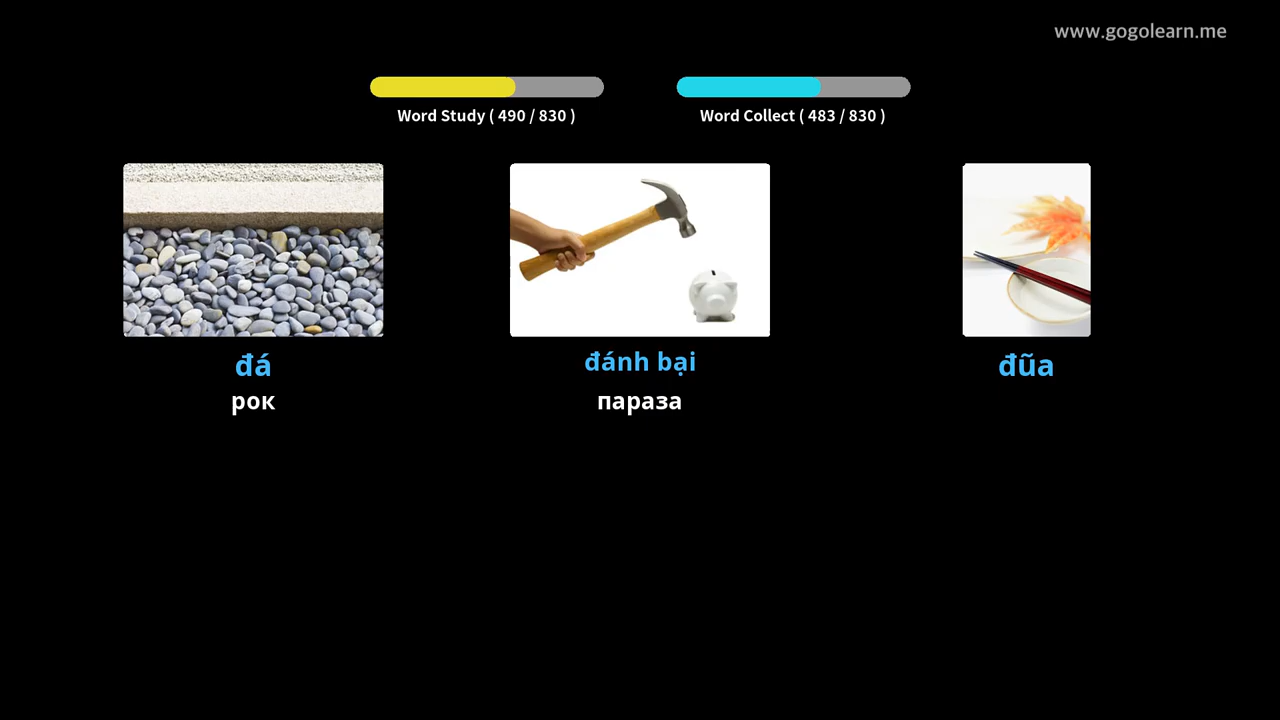 www.gogolearn.me
Word Study ( 490 / 830 )
Word Collect ( 483 / 830 )
đá
рок
đánh bại
параза
đũa